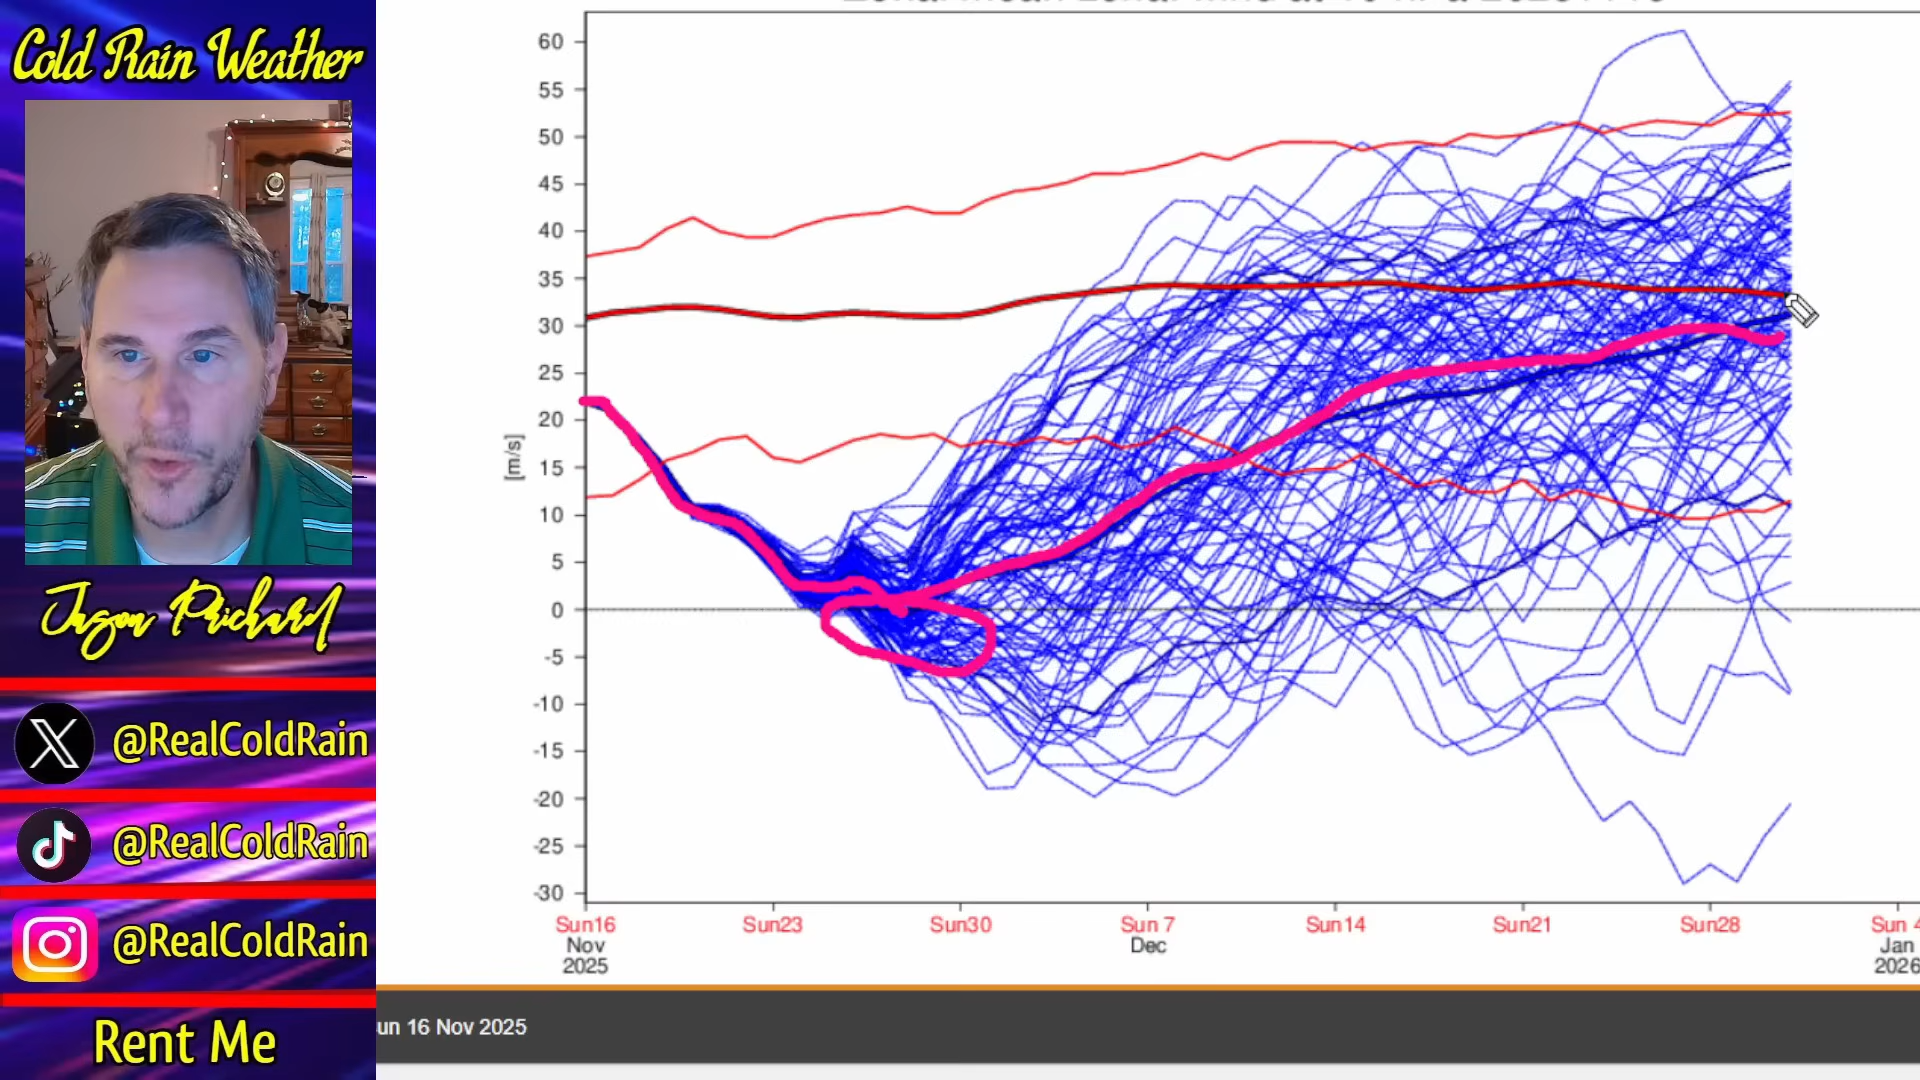 Cold Rain Weather
Jason Prichard
@RealColdRain
@RealColdRain
@RealColdRain
Rent Me
60
55
50
45
40
35
30
25
20
15
10
5
0
-5
-10
-15
-20
-25
-30
[m/s]
Sun16 Sun23 Sun30 Sun 7 Sun14 Sun21 Sun28 Sun 4
Nov Dec Jan
2025 2026
un 16 Nov 2025